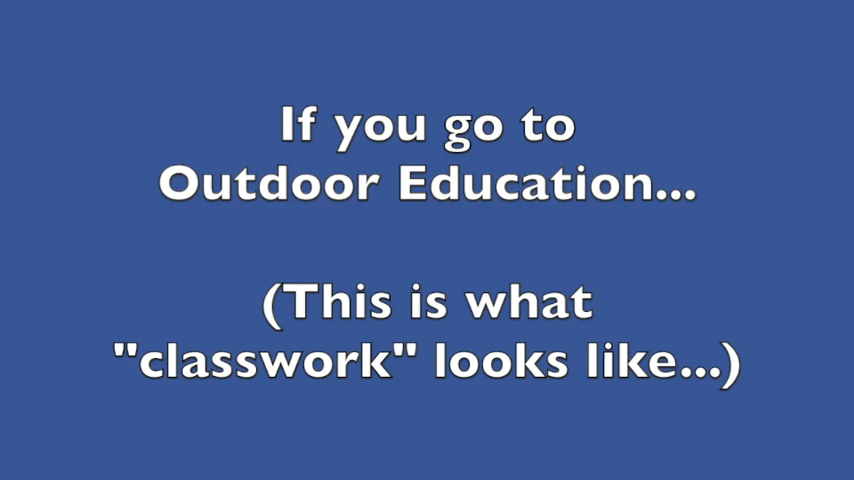 If you go to
Outdoor Education...
(This is what
"classwork" looks like...)